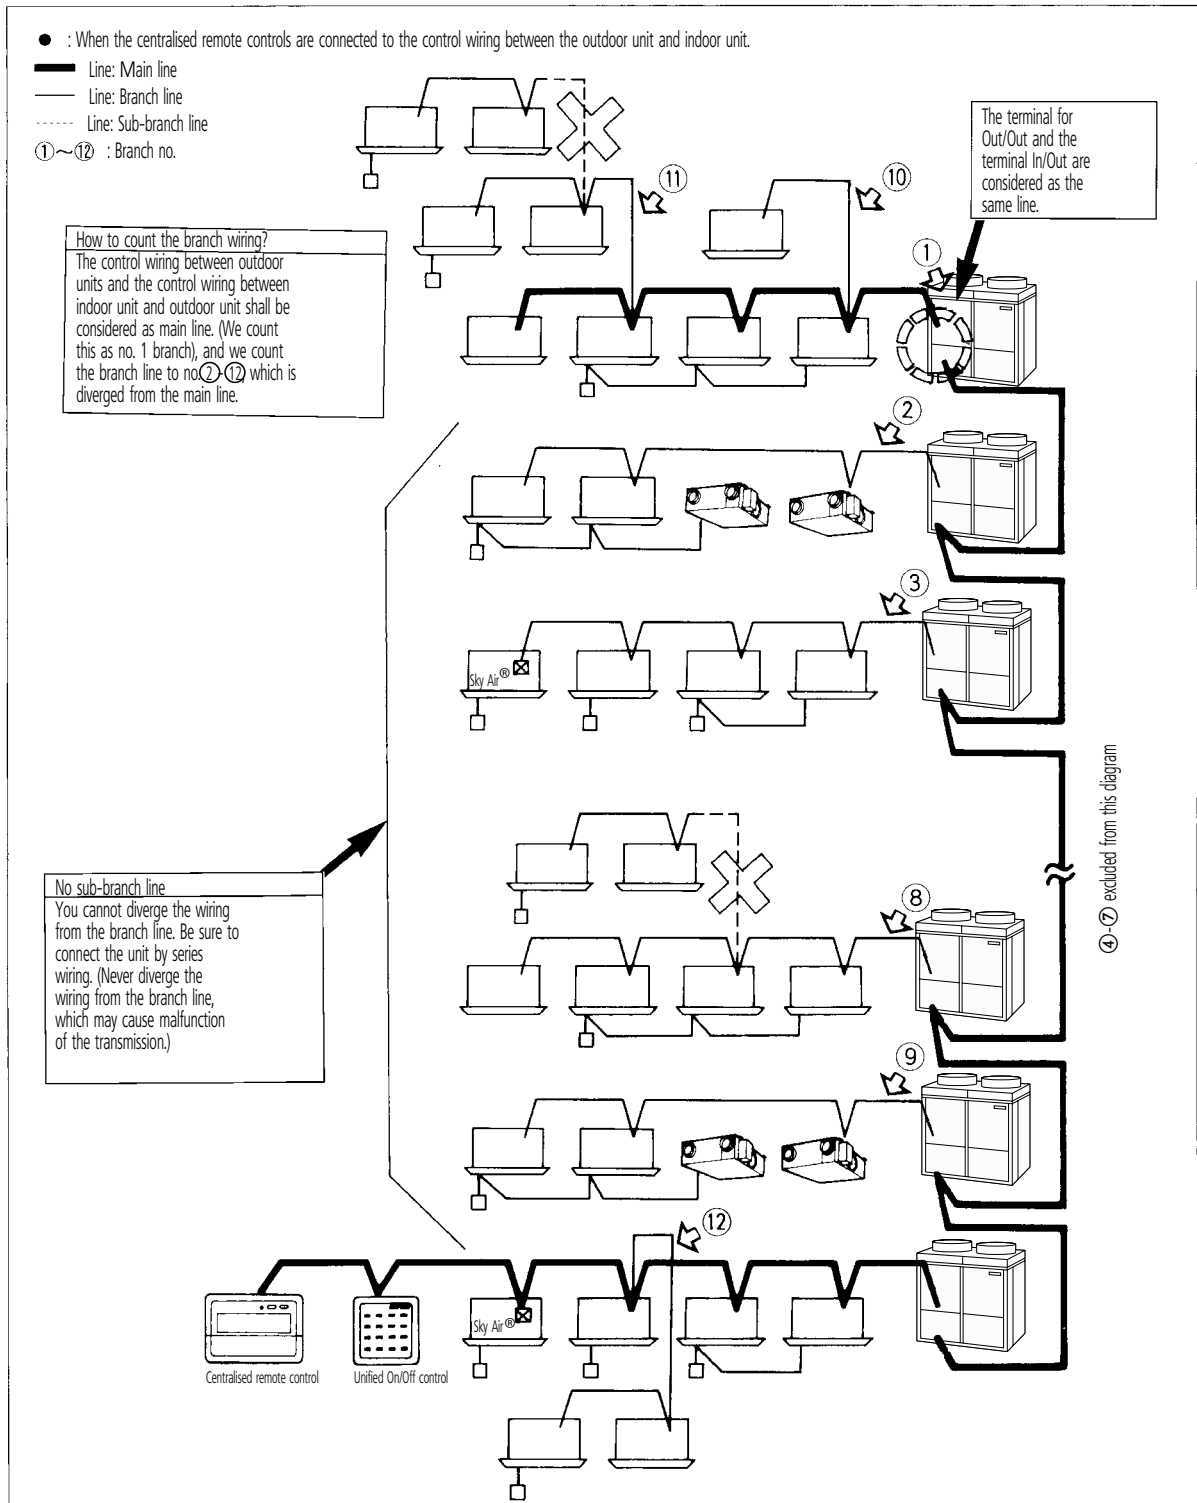 ● : When the centralised remote controls are connected to the control wiring between the outdoor unit and indoor unit.
Line: Main line
Line: Branch line
Line: Sub-branch line
①～⑫ : Branch no.
The terminal for
Out/Out and the
terminal In/Out are
considered as the
same line.
⑪
⑩
①
How to count the branch wiring?
The control wiring between outdoor
units and the control wiring between
indoor unit and outdoor unit shall be
considered as main line. (We count
this as no. 1 branch), and we count
the branch line to no.②-⑫ which is
diverged from the main line.
②
③
Sky Air®
④-⑦ excluded from this diagram
No sub-branch line
You cannot diverge the wiring
from the branch line. Be sure to
connect the unit by series
wiring. (Never diverge the
wiring from the branch line,
which may cause malfunction
of the transmission.)
⑧
⑨
⑫
Sky Air®
Centralised remote control
Unified On/Off control